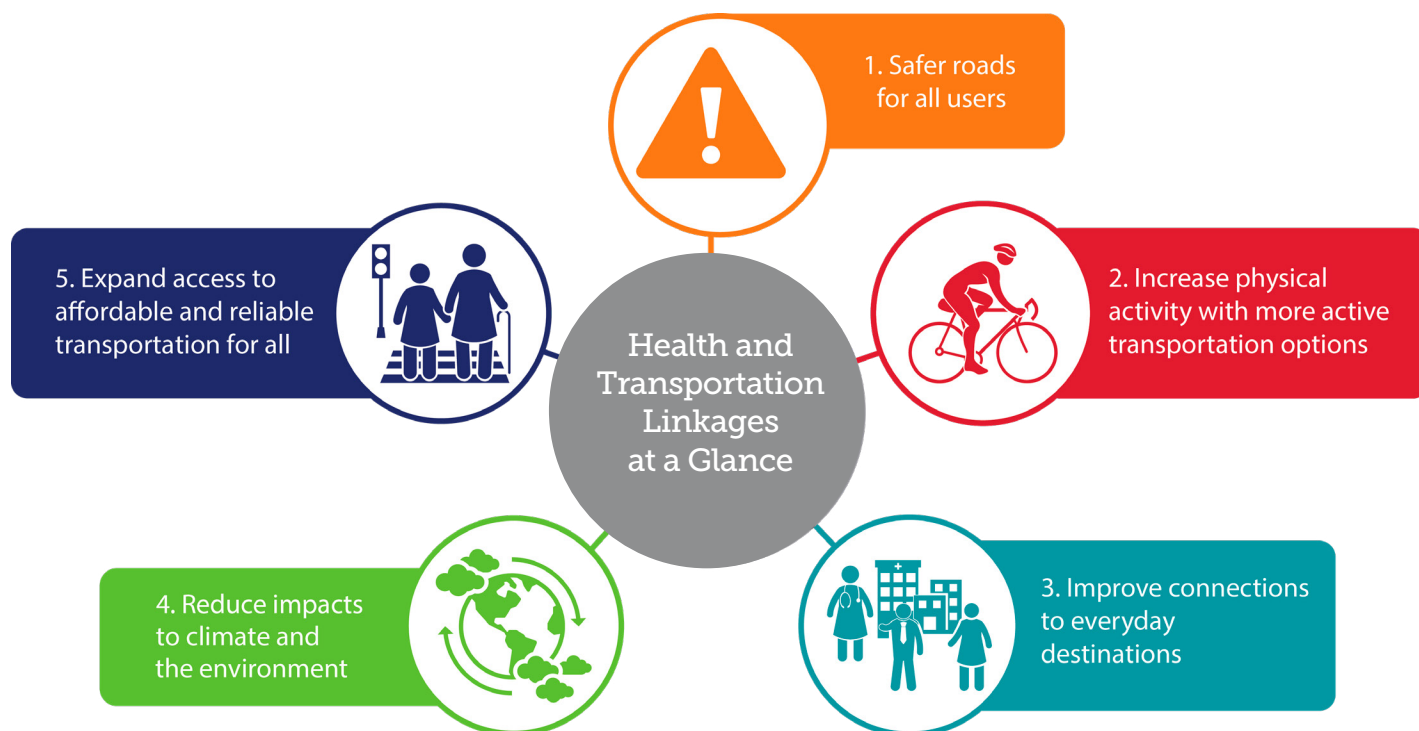 Health and
Transportation
Linkages
at a Glance
1. Safer roads
for all users
2. Increase physical
activity with more active
transportation options
3. Improve connections
to everyday
destinations
4. Reduce impacts
to climate and
the environment
5. Expand access to
affordable and reliable
transportation for all